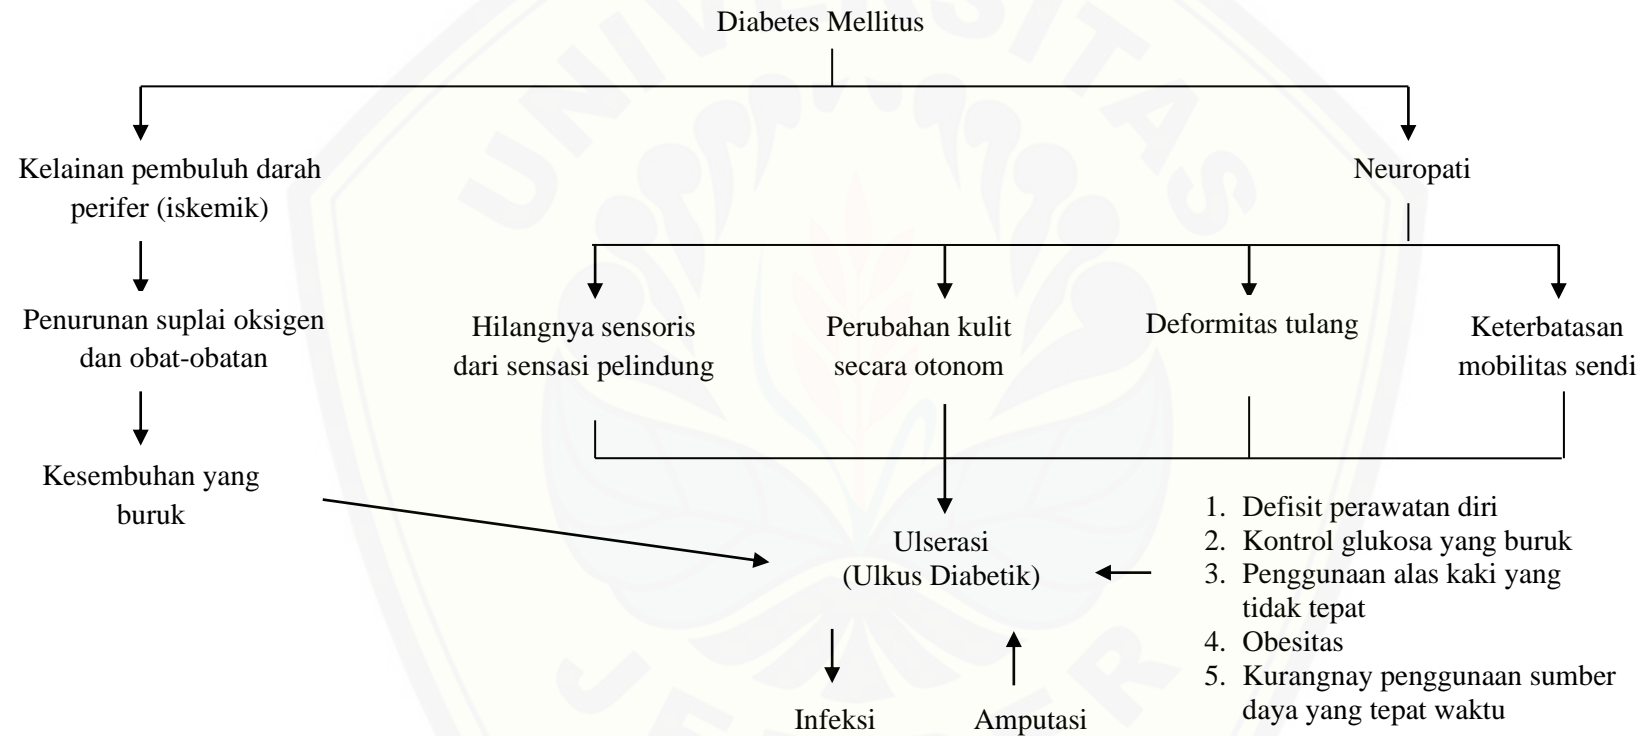 UNIVERSITAS
JEMBER
Diabetes Mellitus
Kelainan pembuluh darah
perifer (iskemik)
Neuropati
Penurunan suplai oksigen
dan obat-obatan
Hilangnya sensoris
dari sensasi pelindung
Perubahan kulit
secara otonom
Deformitas tulang
Keterbatasan
mobilitas sendi
Kesembuhan yang
buruk
Ulserasi
(Ulkus Diabetik)
1. Defisit perawatan diri
2. Kontrol glukosa yang buruk
3. Penggunaan alas kaki yang
tidak tepat
4. Obesitas
5. Kurangnay penggunaan sumber
daya yang tepat waktu
Infeksi
Amputasi